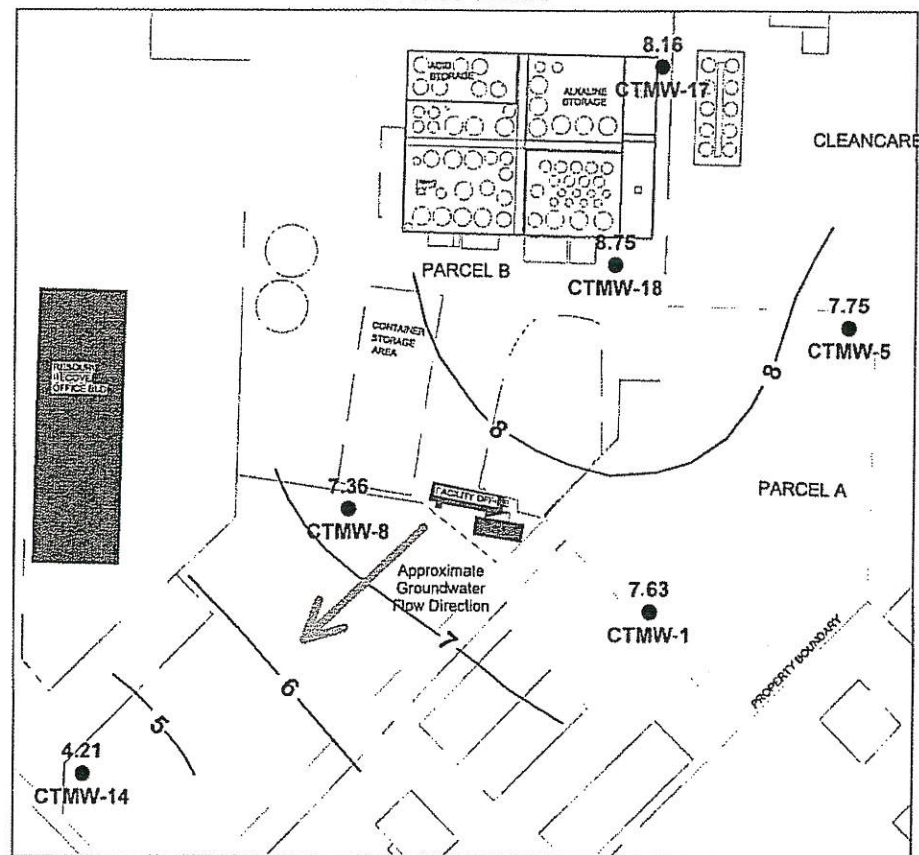 8.16
CTMW-17
ACID
STORAGE
ALKALINE
STORAGE
CLEANCARE
8.75
CTMW-18
PARCEL B
7.75
CTMW-5
CONTAINER
STORAGE
AREA
8
8
OFFICE
PARCEL A
7.36
CTMW-8
FACILITY OFFICE
Approximate
Groundwater
Flow Direction
7.63
CTMW-1
7
PROPERTY BOUNDARY
6
5
4.21
CTMW-14